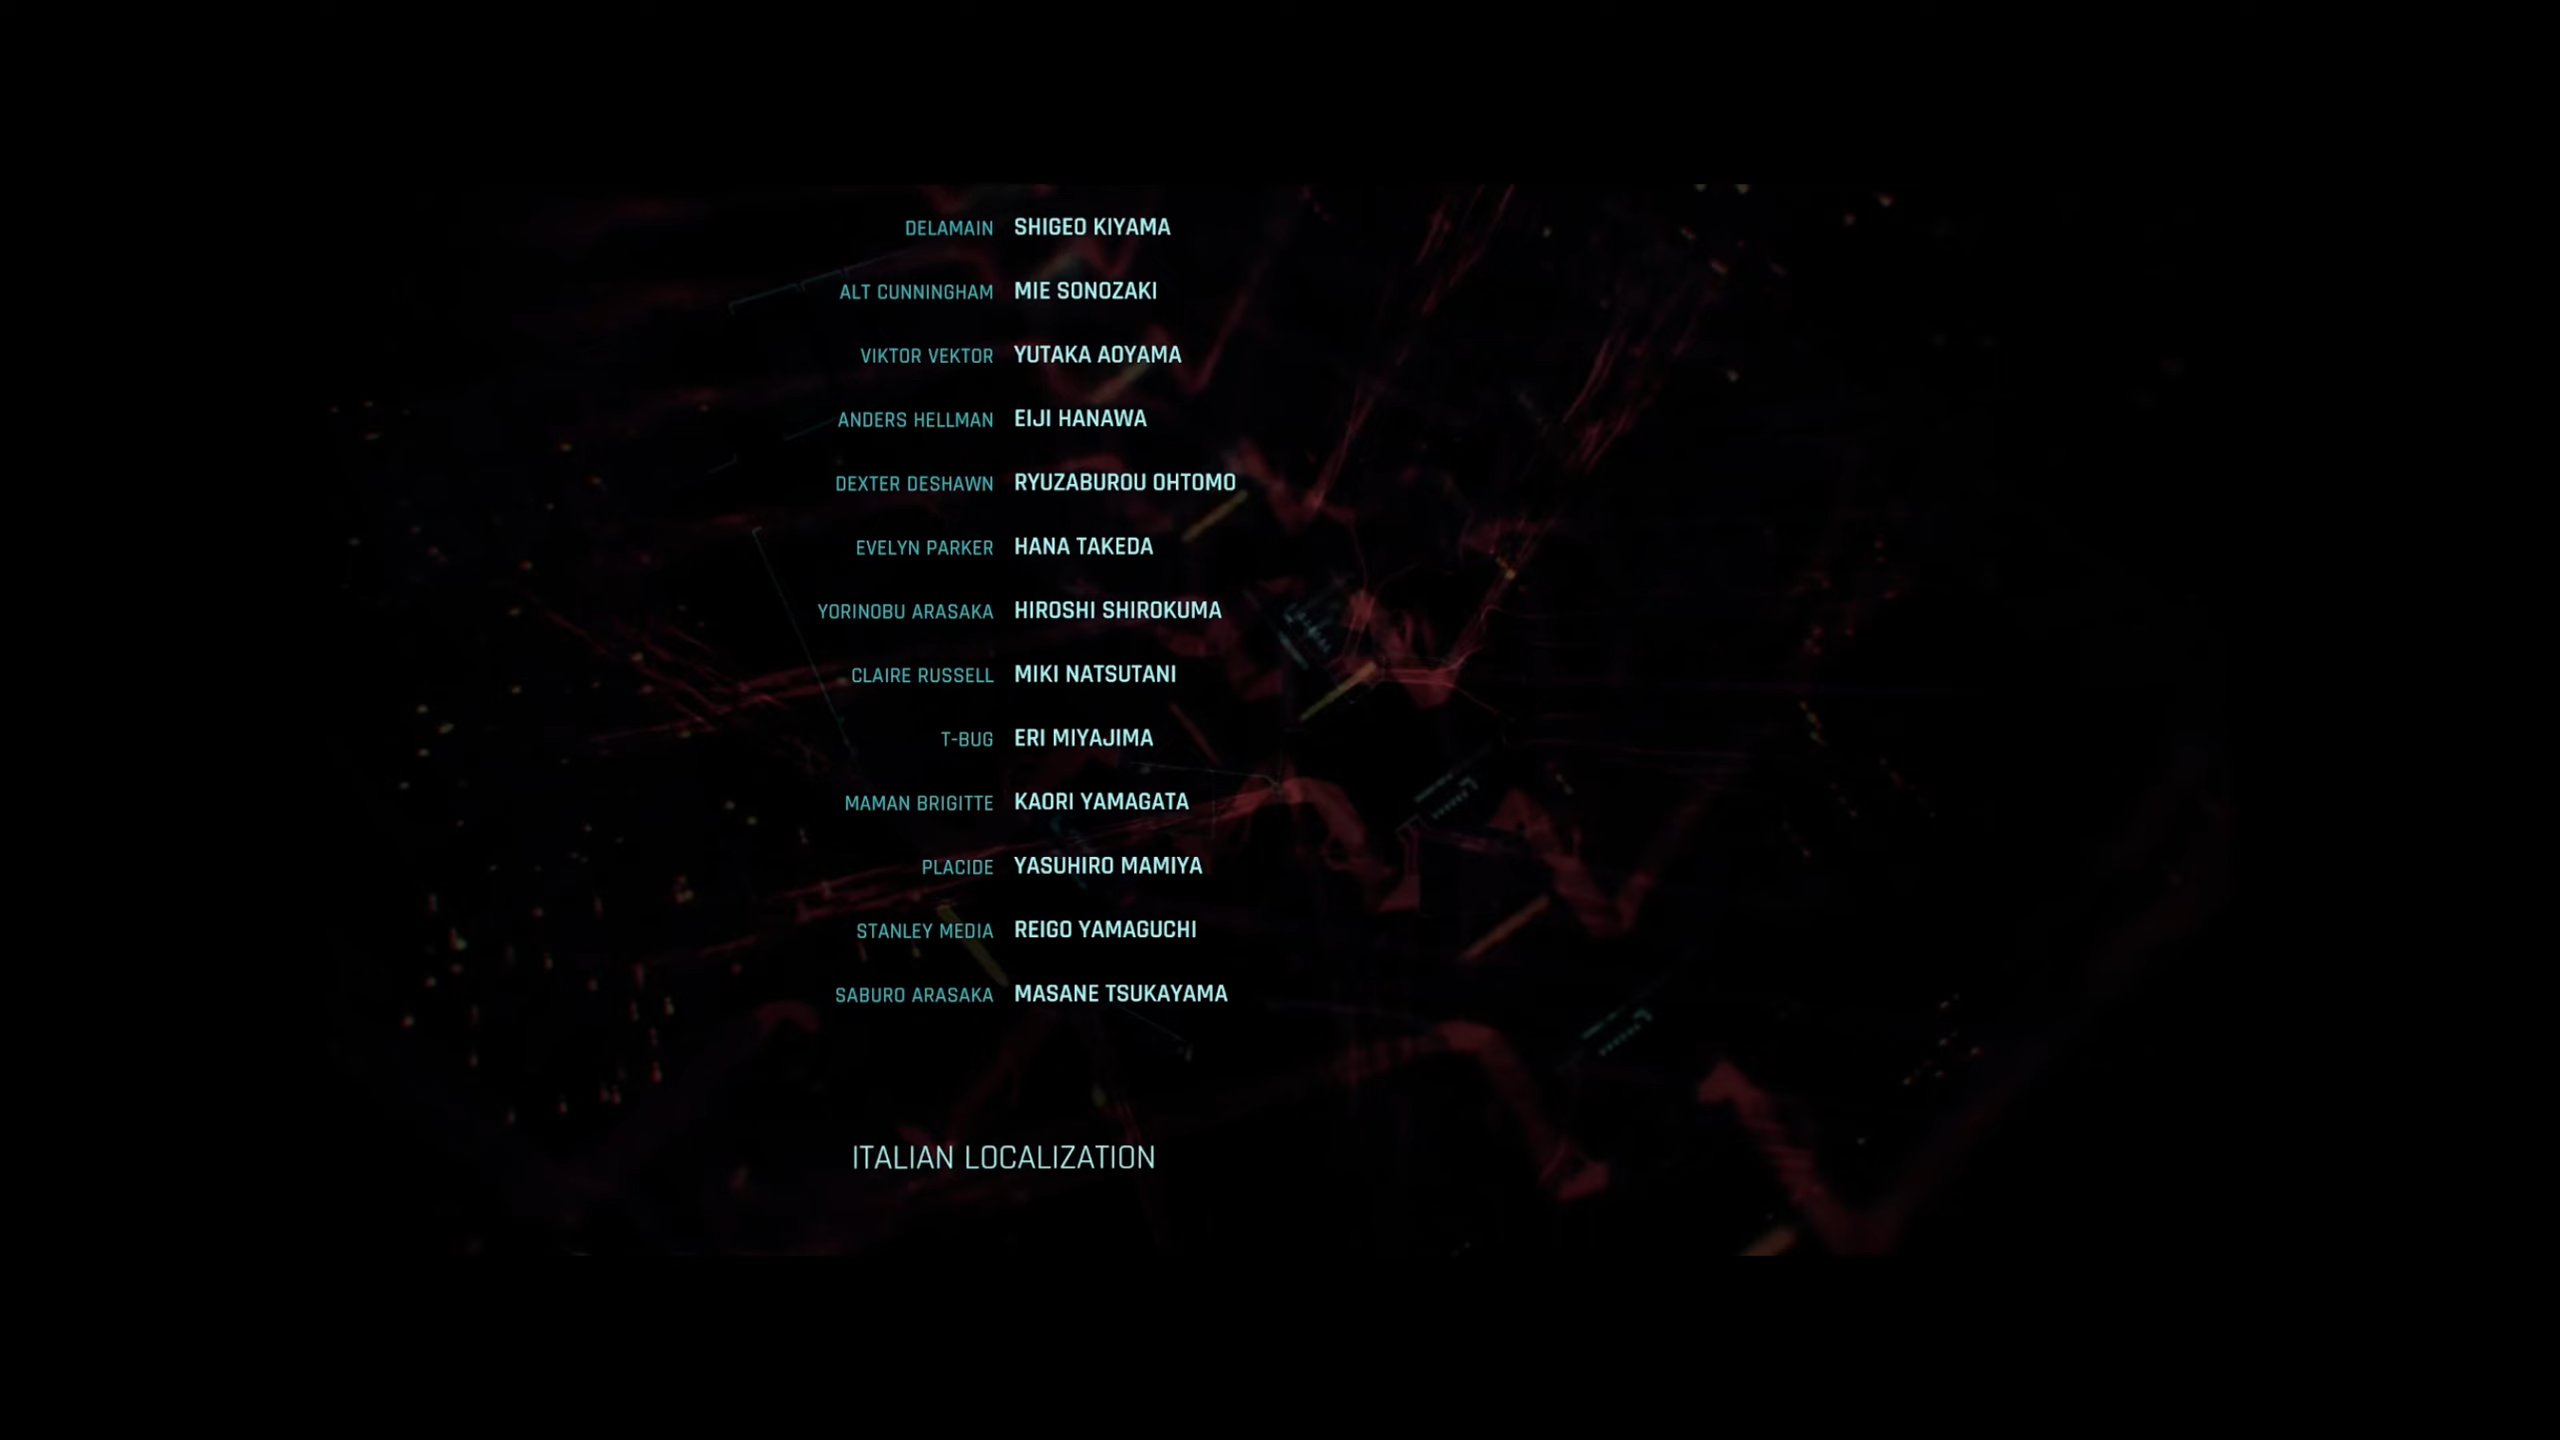 DELAMAIN SHIGEO KIYAMA
ALT CUNNINGHAM MIE SONOZAKI
VIKTOR VEKTOR YUTAKA AOYAMA
ANDERS HELLMAN EIJI HANAWA
DEXTER DESHAWN RYUZABUROU OHTOMO
EVELYN PARKER HANA TAKEDA
YORINOBU ARASAKA HIROSHI SHIROKUMA
CLAIRE RUSSELL MIKI NATSUTANI
T-BUG ERI MIYAJIMA
MAMAN BRIGITTE KAORI YAMAGATA
PLACIDE YASUHIRO MAMIYA
STANLEY MEDIA REIGO YAMAGUCHI
SABURO ARASAKA MASANE TSUKAYAMA
ITALIAN LOCALIZATION